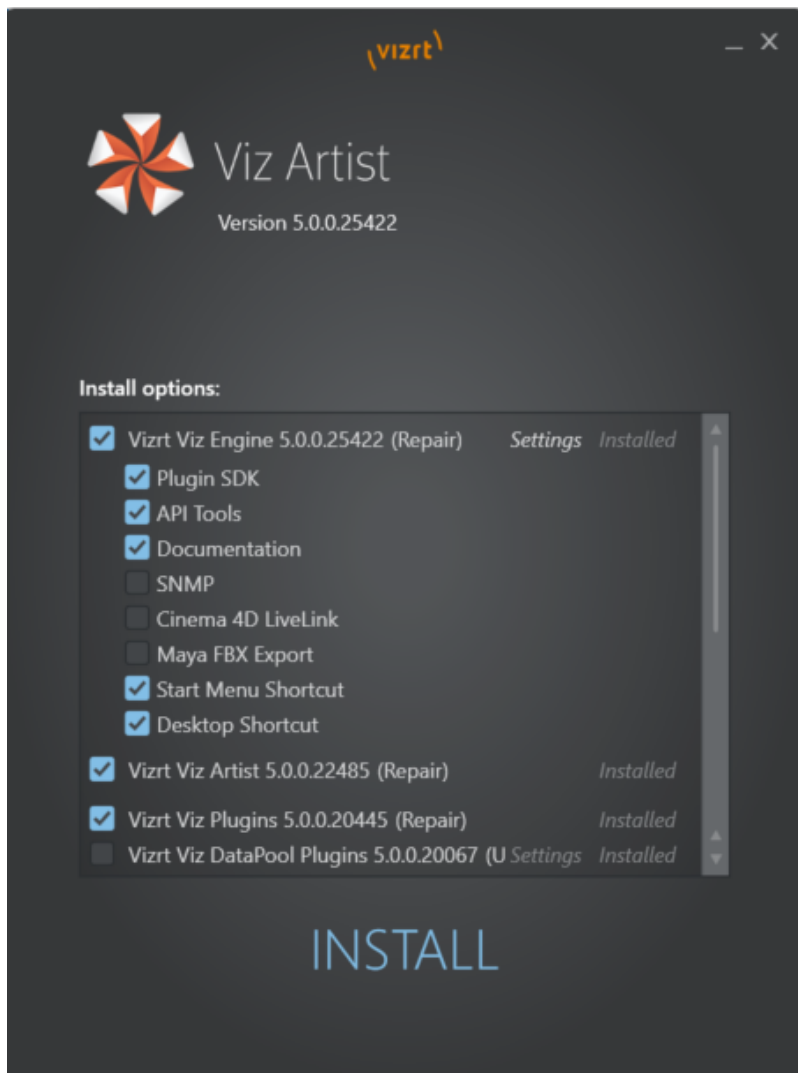 vizrt
Viz Artist
Version 5.0.0.25422
Install options:
Vizrt Viz Engine 5.0.0.25422 (Repair) Settings Installed
Plugin SDK
API Tools
Documentation
SNMP
Cinema 4D LiveLink
Maya FBX Export
Start Menu Shortcut
Desktop Shortcut
Vizrt Viz Artist 5.0.0.22485 (Repair) Installed
Vizrt Viz Plugins 5.0.0.20445 (Repair) Installed
Vizrt Viz DataPool Plugins 5.0.0.20067 (U Settings Installed
INSTALL